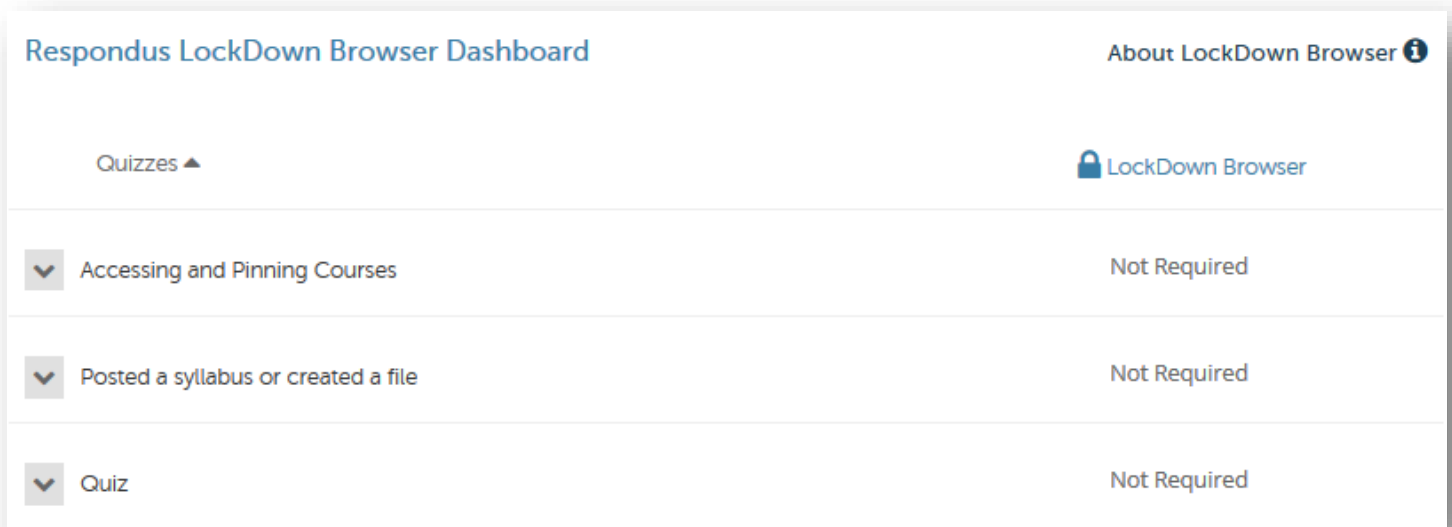 Respondus LockDown Browser Dashboard About LockDown Browser
Quizzes LockDown Browser
Accessing and Pinning Courses Not Required
Posted a syllabus or created a file Not Required
Quiz Not Required